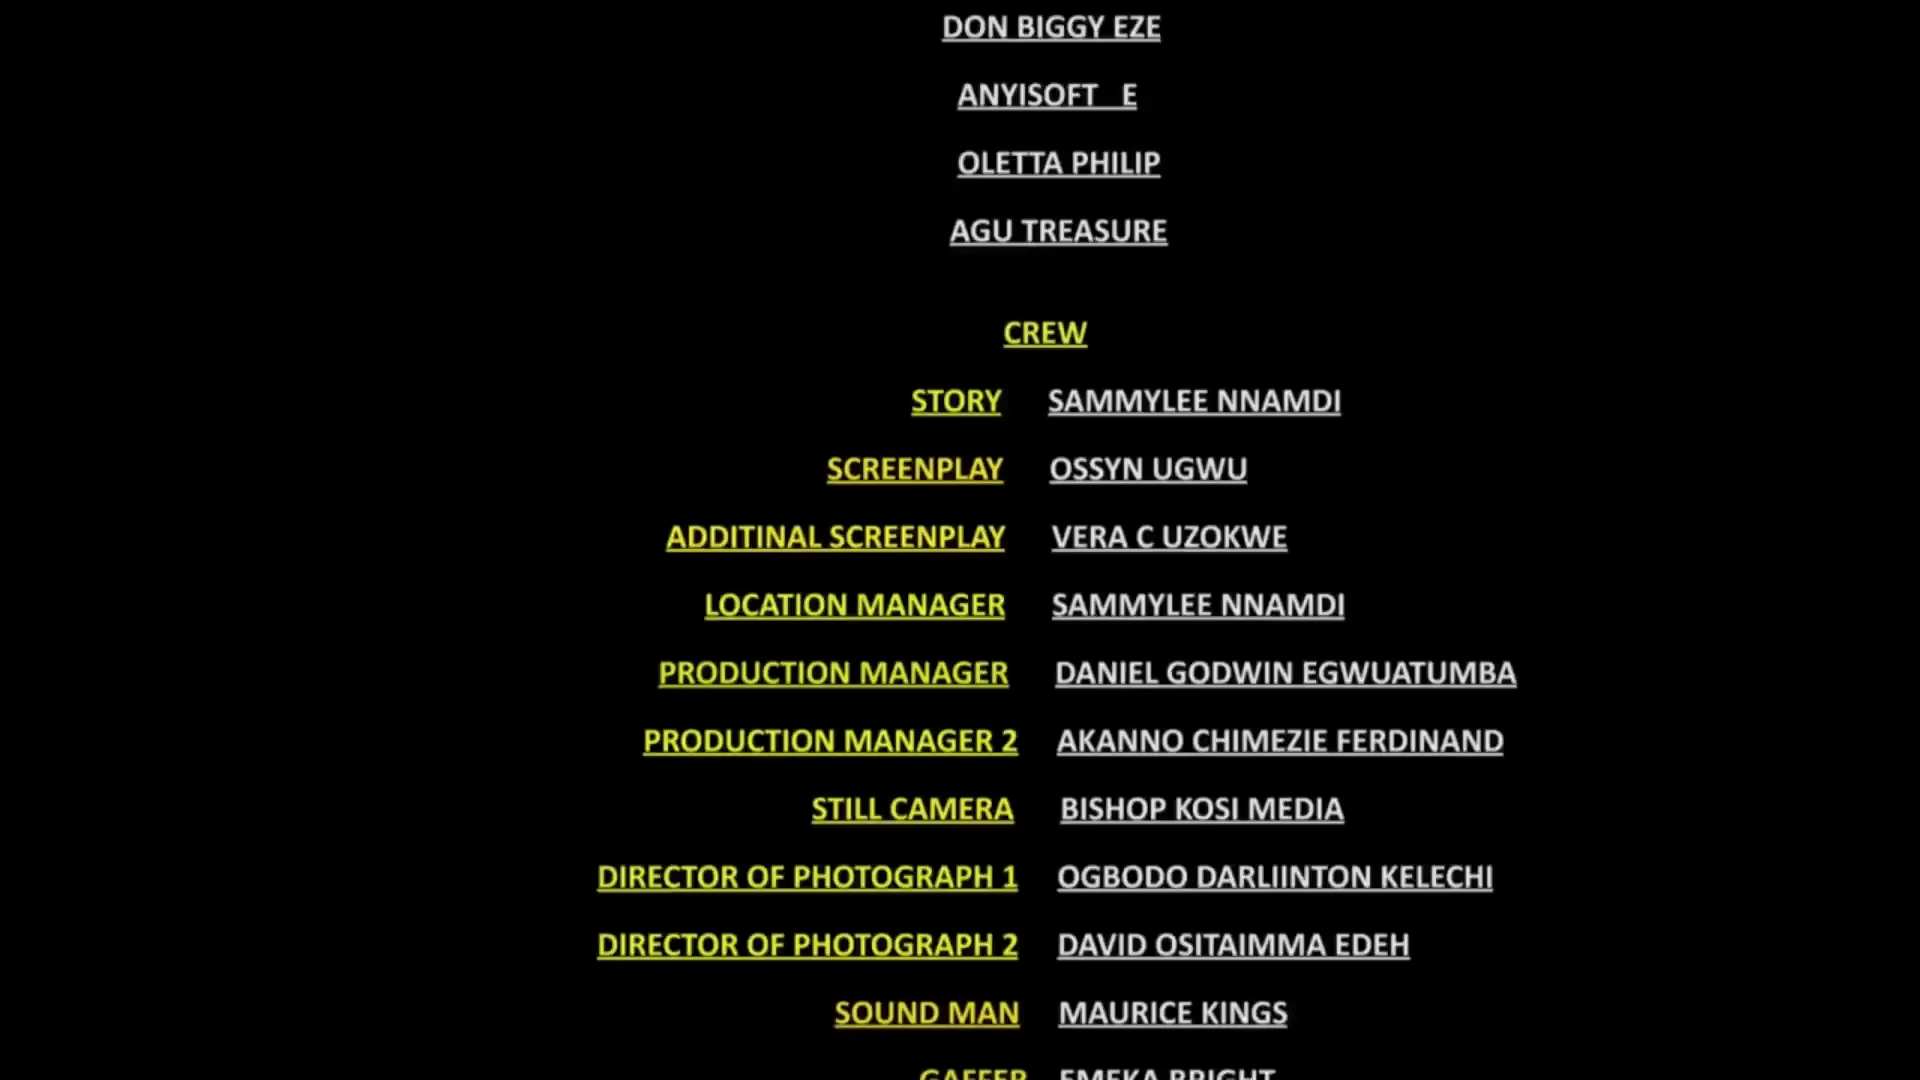 DON BIGGY EZE
ANYISOFT E
OLETTA PHILIP
AGU TREASURE
CREW
STORY SAMMYLEE NNAMDI
SCREENPLAY OSSYN UGWU
ADDITINAL SCREENPLAY VERA C UZOKWE
LOCATION MANAGER SAMMYLEE NNAMDI
PRODUCTION MANAGER DANIEL GODWIN EGWUATUMBA
PRODUCTION MANAGER 2 AKANNO CHIMEZIE FERDINAND
STILL CAMERA BISHOP KOSI MEDIA
DIRECTOR OF PHOTOGRAPH 1 OGBODO DARLIINTON KELECHI
DIRECTOR OF PHOTOGRAPH 2 DAVID OSITAIMMA EDEH
SOUND MAN MAURICE KINGS
GAFFER EMEKA BRIGHT